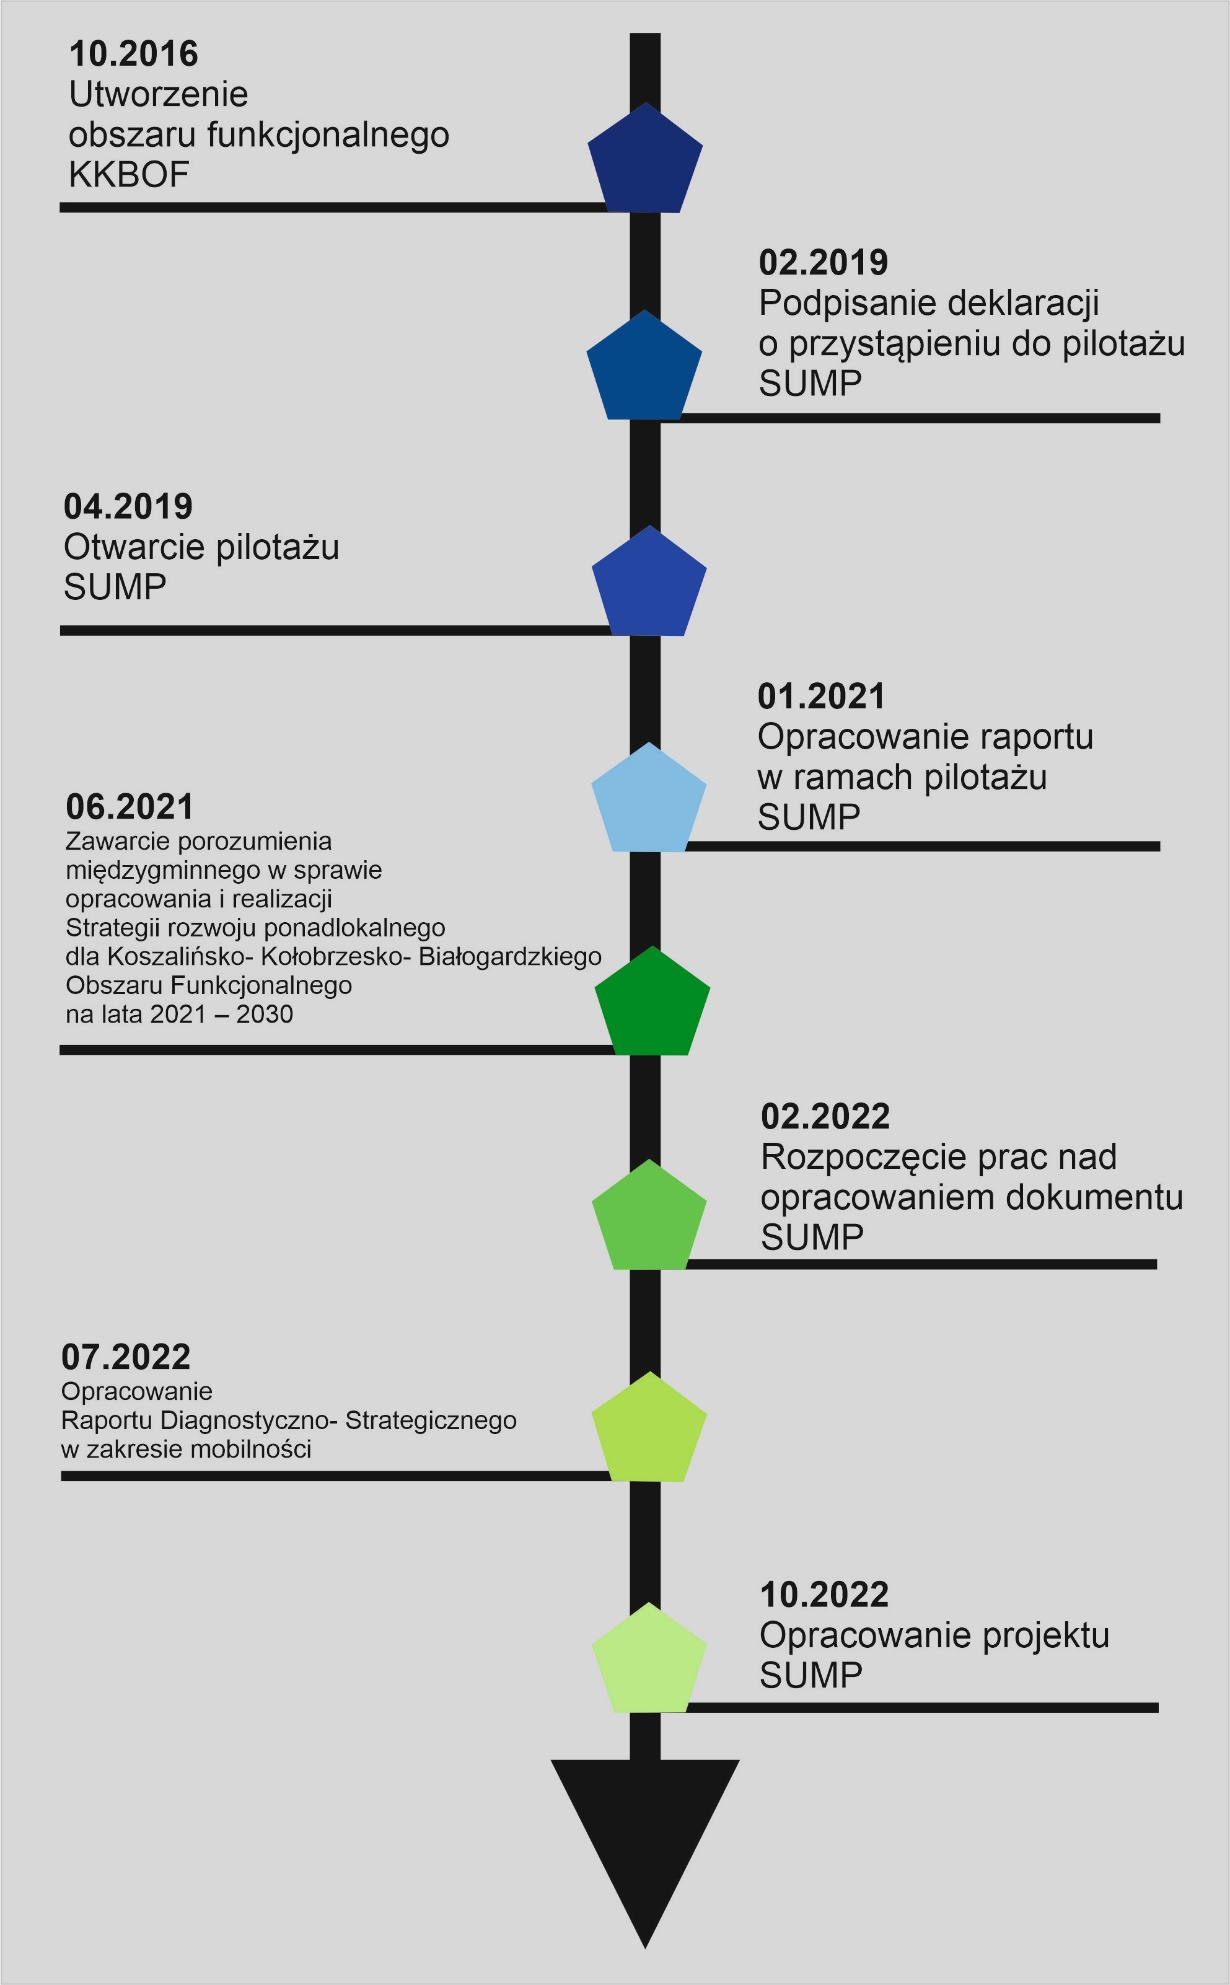 10.2016
Utworzenie
obszaru funkcjonalnego
KKBOF
02.2019
Podpisanie deklaracji
o przystąpieniu do pilotażu
SUMP
04.2019
Otwarcie pilotażu
SUMP
01.2021
Opracowanie raportu
w ramach pilotażu
SUMP
06.2021
Zawarcie porozumienia
międzygminnego w sprawie
opracowania i realizacji
Strategii rozwoju ponadlokalnego
dla Koszalińsko- Kołobrzesko- Białogardzkiego
Obszaru Funkcjonalnego
na lata 2021 – 2030
02.2022
Rozpoczęcie prac nad
opracowaniem dokumentu
SUMP
07.2022
Opracowanie
Raportu Diagnostyczno- Strategicznego
w zakresie mobilności
10.2022
Opracowanie projektu
SUMP